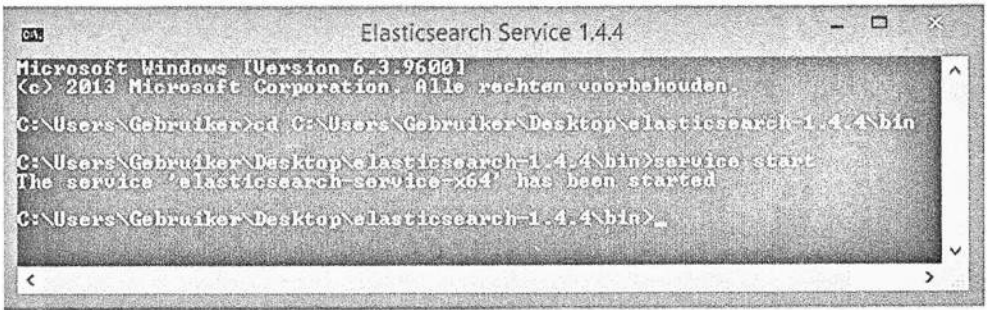 Elasticsearch Service 1.4.4
Microsoft Windows [Version 6.3.9600]
(c) 2013 Microsoft Corporation. Alle rechten voorbehouden.
C:\Users\Gebruiker>cd C:\Users\Gebruiker\Desktop\elasticsearch-1.4.4\bin
C:\Users\Gebruiker\Desktop\elasticsearch-1.4.4\bin>service start
The service 'elasticsearch-service-x64' has been started
C:\Users\Gebruiker\Desktop\elasticsearch-1.4.4\bin>_